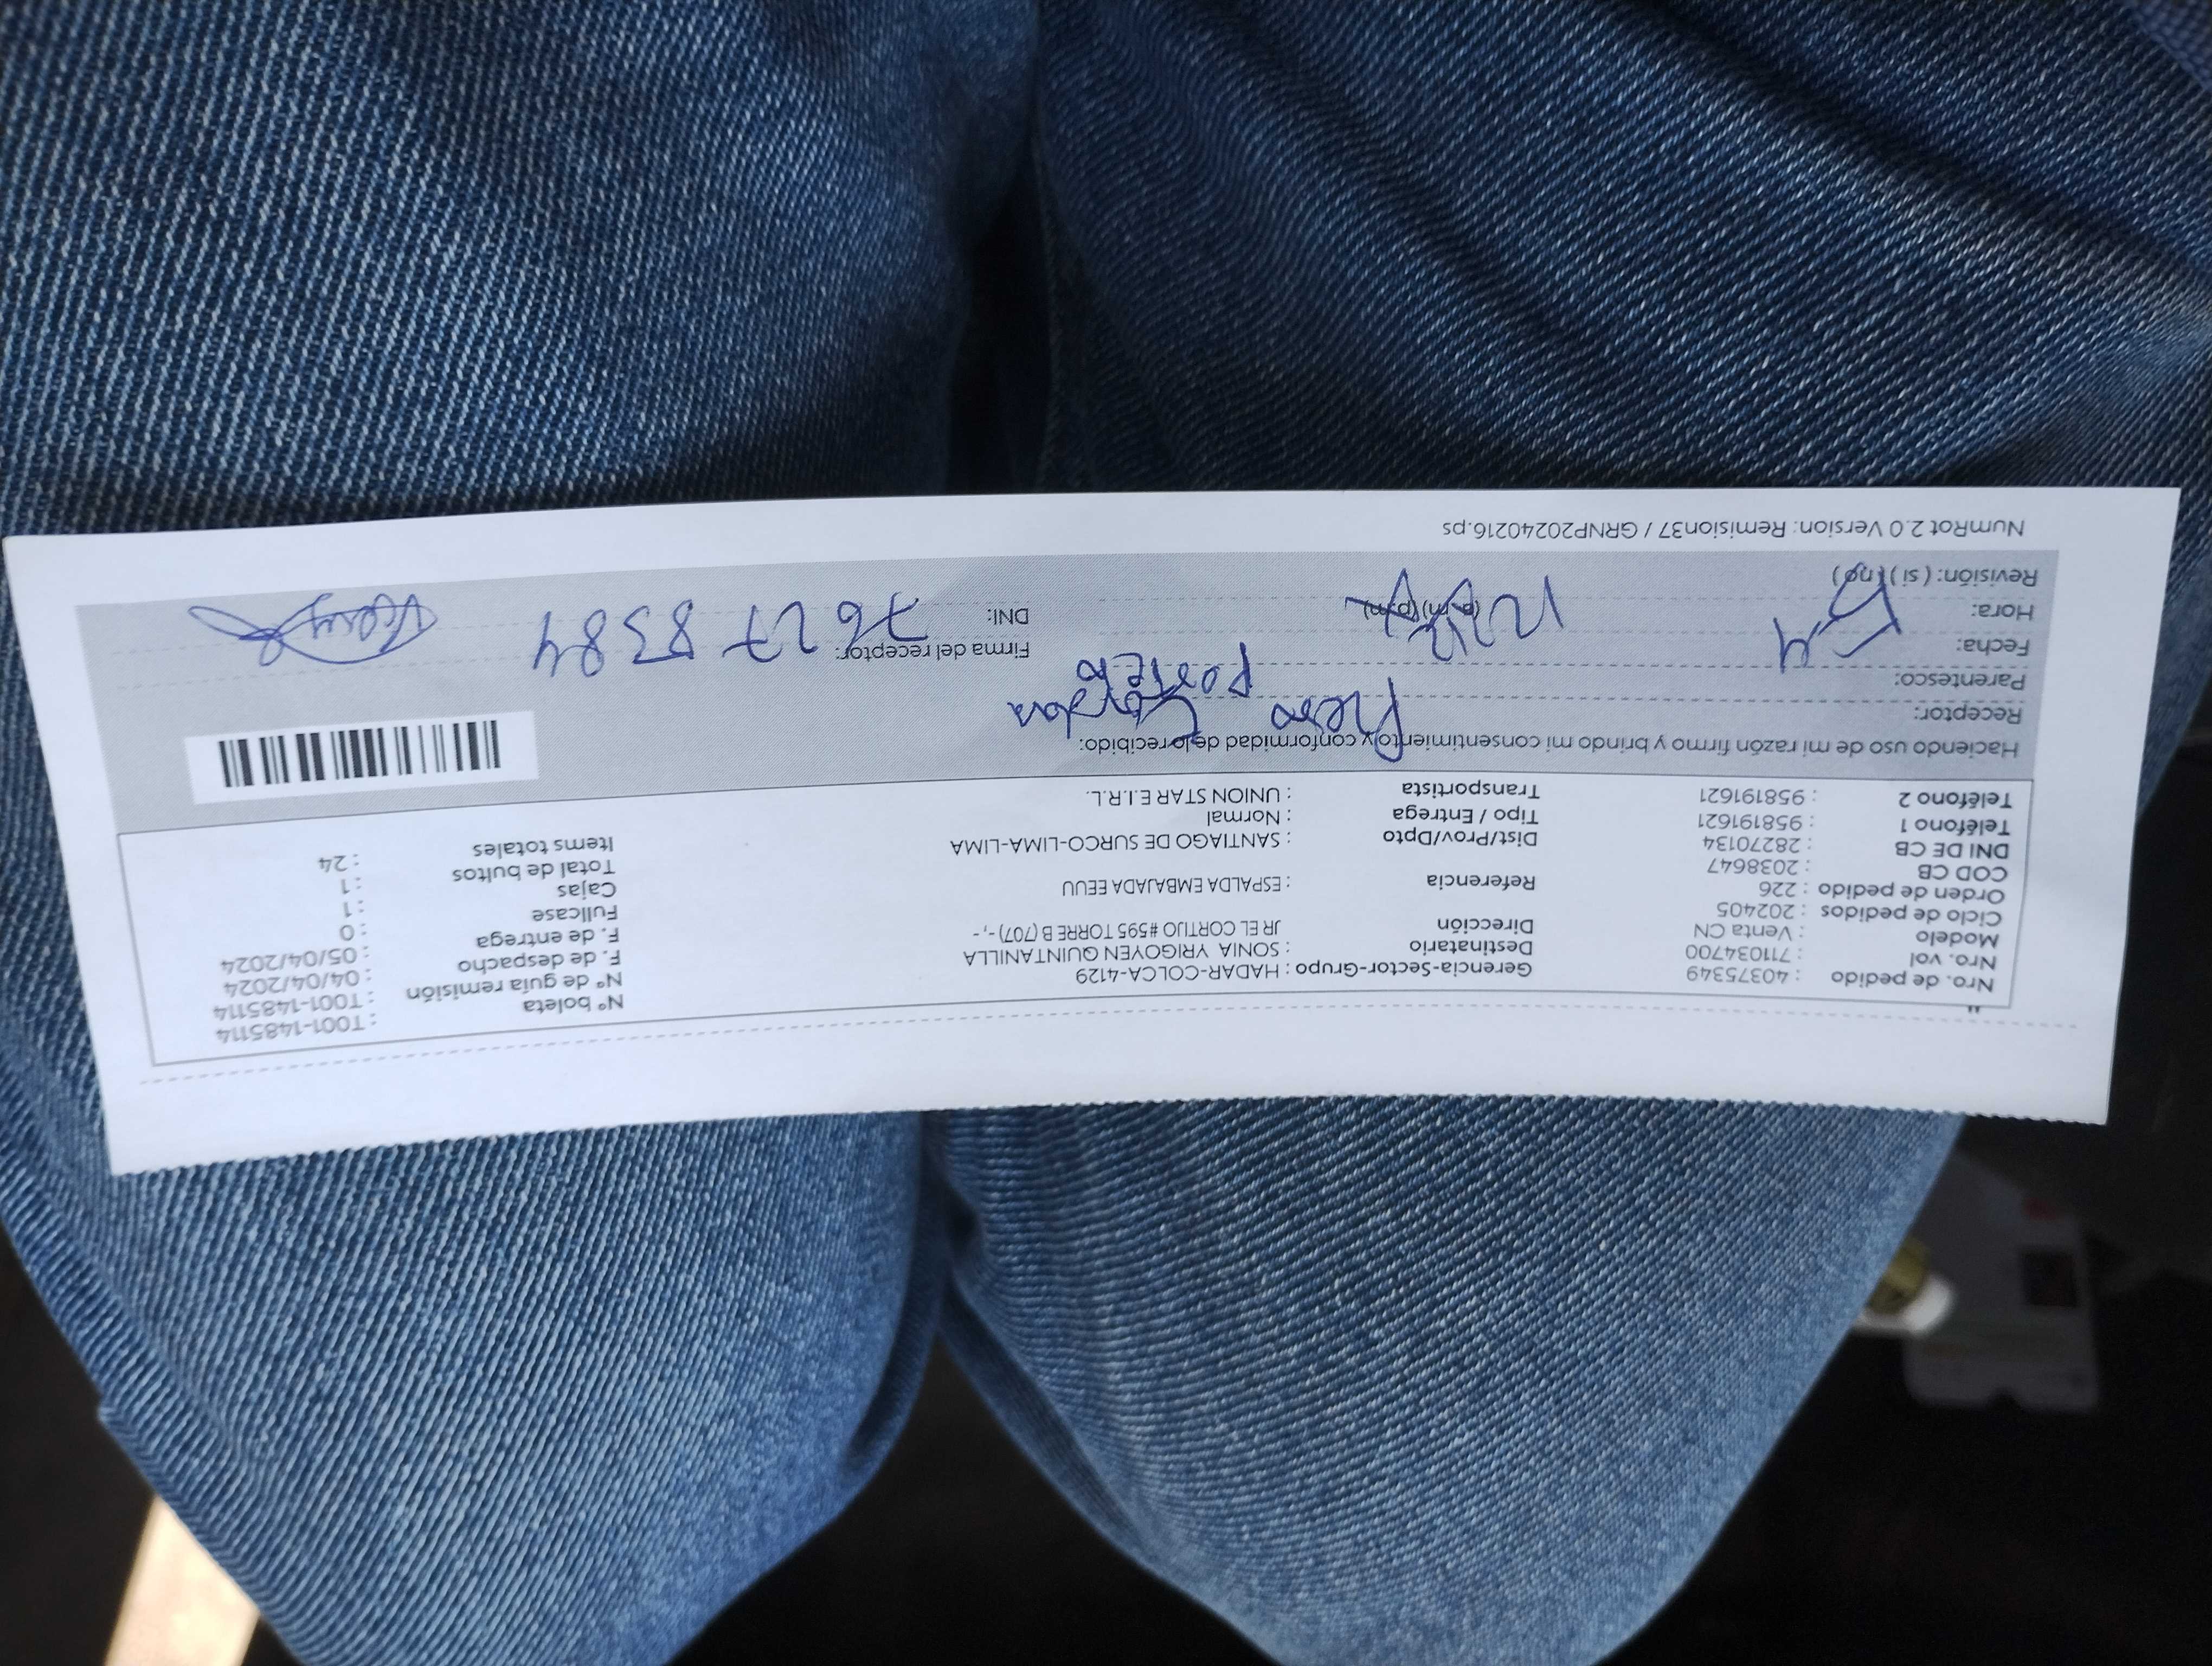 Nro. de pedido : 40375349 Gerencia-Sector-Grupo : HADAR-COLCA-4129 N° boleta : T001-1485114
Nro. vol : 711034700 Destinatario : SONIA YRIGOYEN QUINTANILLA N° de guía remisión : T001-1485114
Modelo : Venta CN Dirección JR EL CORTIJO #595 TORRE B (707) -, - F. de despacho : 04/04/2024
Ciclo de pedidos : 202405 F. de entrega : 05/04/2024
Orden de pedido : 226 Referencia : ESPALDA EMBAJADA EEUU Fullcase : 0
COD CB : 2038647 Cajas : 1
DNI DE CB : 28270134 Dist/Prov/Dpto : SANTIAGO DE SURCO-LIMA-LIMA Total de bultos : 1
Teléfono 1 : 958191621 Tipo / Entrega : Normal Items totales : 24
Teléfono 2 : 958191621 Transportista : UNION STAR E.I.R.L.
Haciendo uso de mi razón firmo y brindo mi consentimiento y conformidad de lo recibido:
Receptor: Piero
Parentesco: Portero
Fecha: Firma del receptor:
Hora: (a.m) (p.m) DNI: 76278384
Revisión: ( si ) ( no )
NumRot 2.0 Version: Remision37 / GRNP20240216.ps